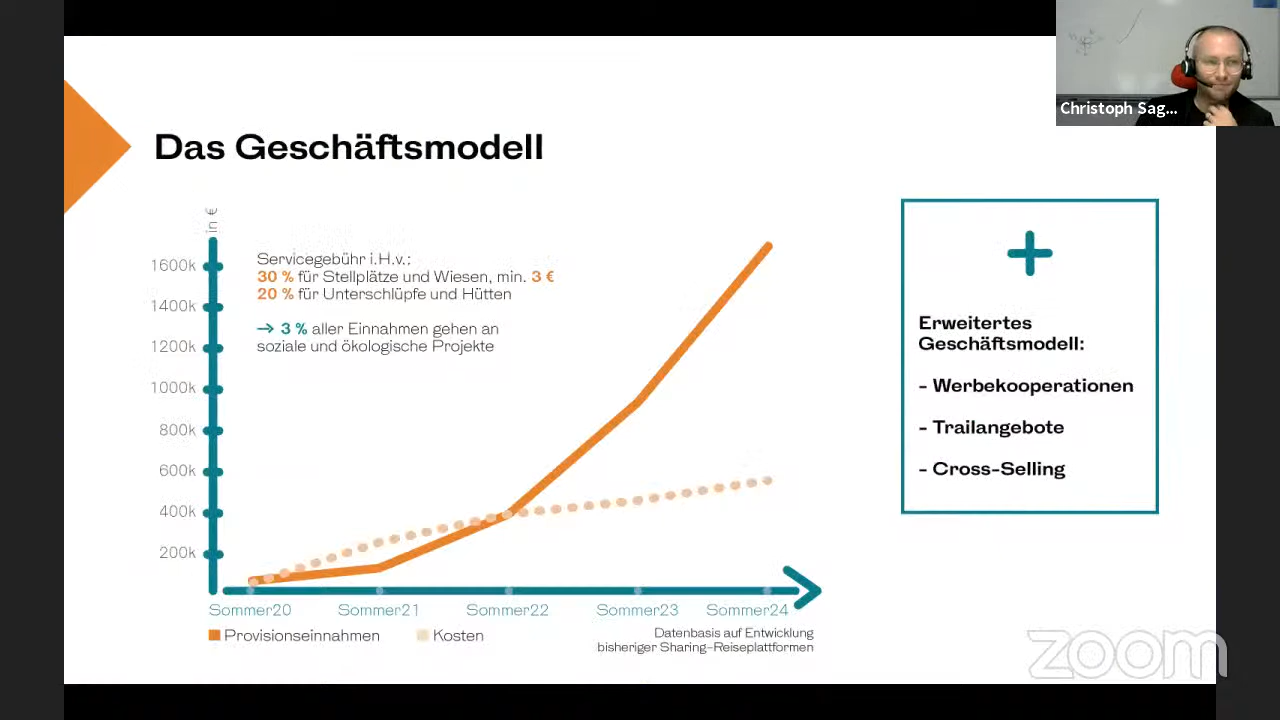 Christoph Sag...
Das Geschäftsmodell
in €
1600k
1400k
1200k
1000k
800k
600k
400k
200k
Servicegebühr i.H.v.:
30 % für Stellplätze und Wiesen, min. 3 €
20 % für Unterschlüpfe und Hütten
→ 3 % aller Einnahmen gehen an
soziale und ökologische Projekte
Sommer20 Sommer21 Sommer22 Sommer23 Sommer24
Provisionseinnahmen Kosten
Datenbasis auf Entwicklung
bisheriger Sharing-Reiseplattformen
+
Erweitertes
Geschäftsmodell:
- Werbekooperationen
- Trailangebote
- Cross-Selling
zoom